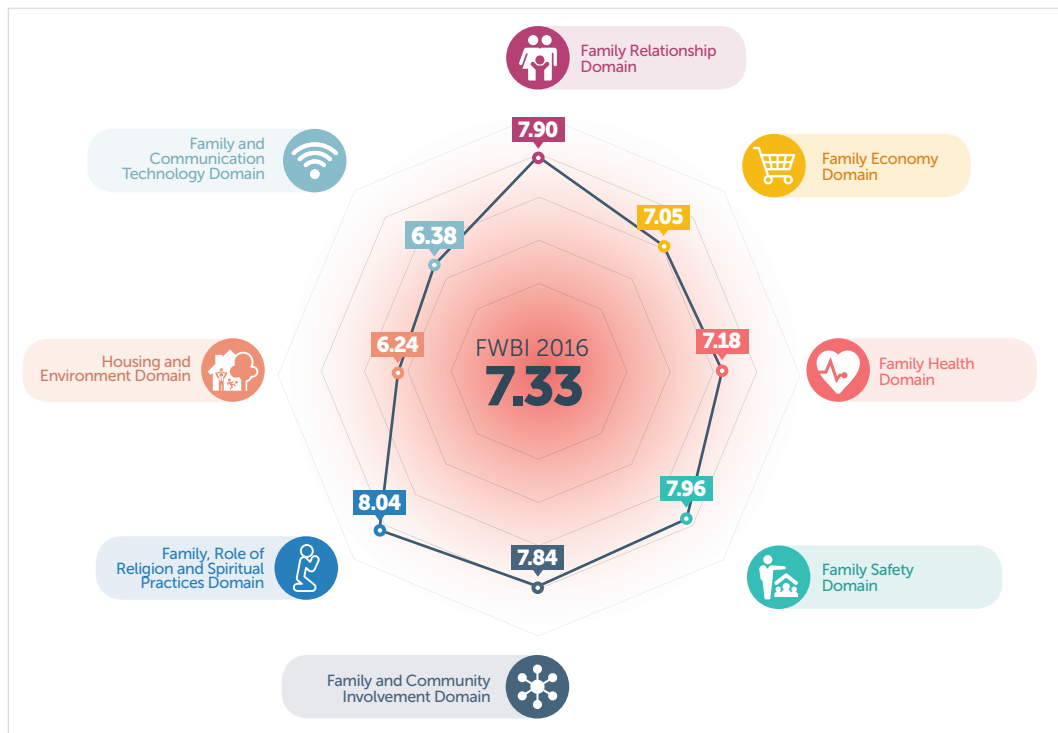 Family Relationship
Domain
7.90
Family and
Communication
Technology Domain
Family Economy
Domain
7.05
6.38
7.18
Family Health
Domain
Housing and
Environment Domain
6.24
FWBI 2016
7.33
8.04
7.96
Family, Role of
Religion and Spiritual
Practices Domain
7.84
Family Safety
Domain
Family and Community
Involvement Domain